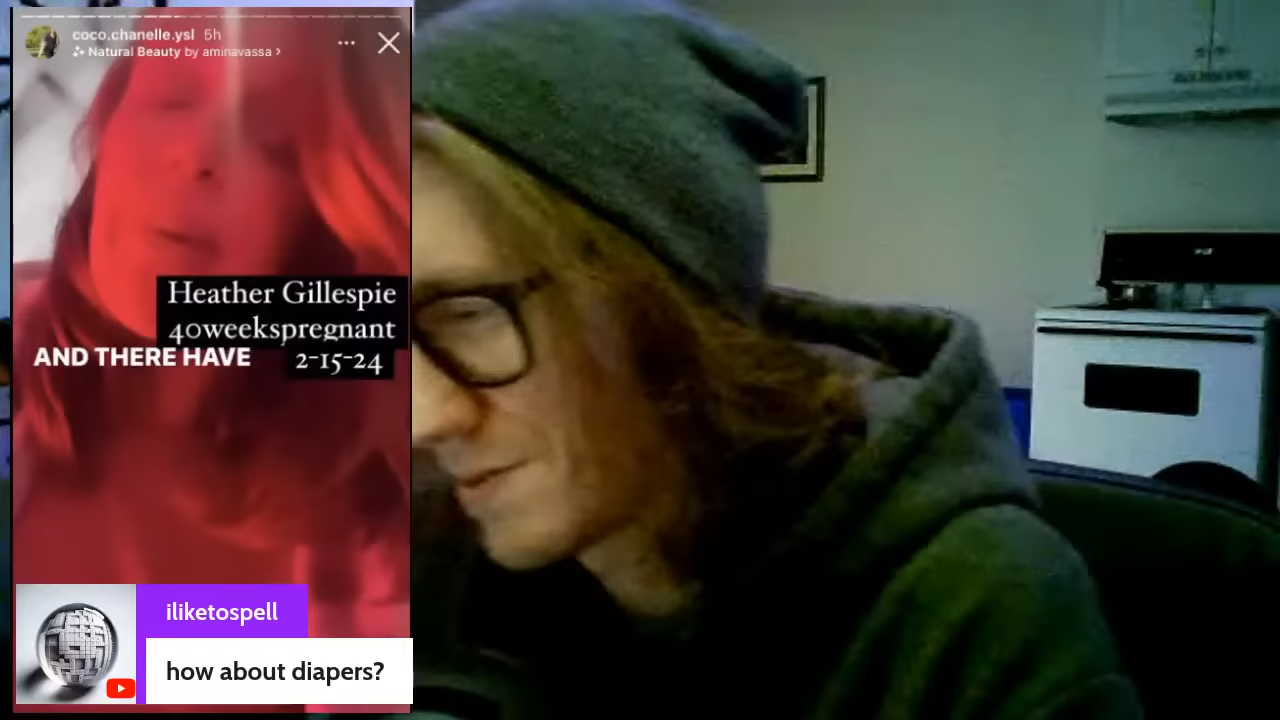 coco.chanelle.ysl 5h
Natural Beauty by aminavassa
Heather Gillespie
40weekspregnant
AND THERE HAVE
2-15-24
iliketospell
how about diapers?